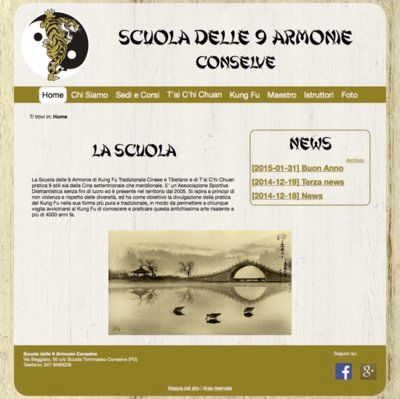 SCUOLA DELLE 9 ARMONIE
CONSELVE
Home Chi Siamo Sedi e Corsi T'ai C'hi Chuan Kung Fu Maestro Istruttori Foto
Ti trovi in: Home
LA SCUOLA
La Scuola delle 9 Armonie di Kung Fu Tradizionale Cinese e Tibetano e di T'ai C'hi Chuan
pratica 9 stili sia della Cina settentrionale che meridionale. E' un'Associazione Sportiva
Dilettantistica senza fini di lucro ed è presente nel territorio dal 2005. Si ispira a principi di
non violenza e rispetto delle diversità, ed ha come obiettivo la divulgazione della pratica
del Kung Fu nella sua forma più pura e tradizionale, in modo da permettere a chiunque
voglia avvicinarsi al Kung Fu di conoscere e praticare questa antichissima arte risalente a
più di 4000 anni fa.
NEWS
Archivio
[2015-01-31] Buon Anno
[2014-12-19] Terza news
[2014-12-18] News
Scuola delle 9 Armonie Conselve
Via Beggiato, 50 c/o Scuola Tommaseo Conselve (PD)
Telefono: 347 8480026
Seguici su:
f g+
Mappa del sito | Area riservata